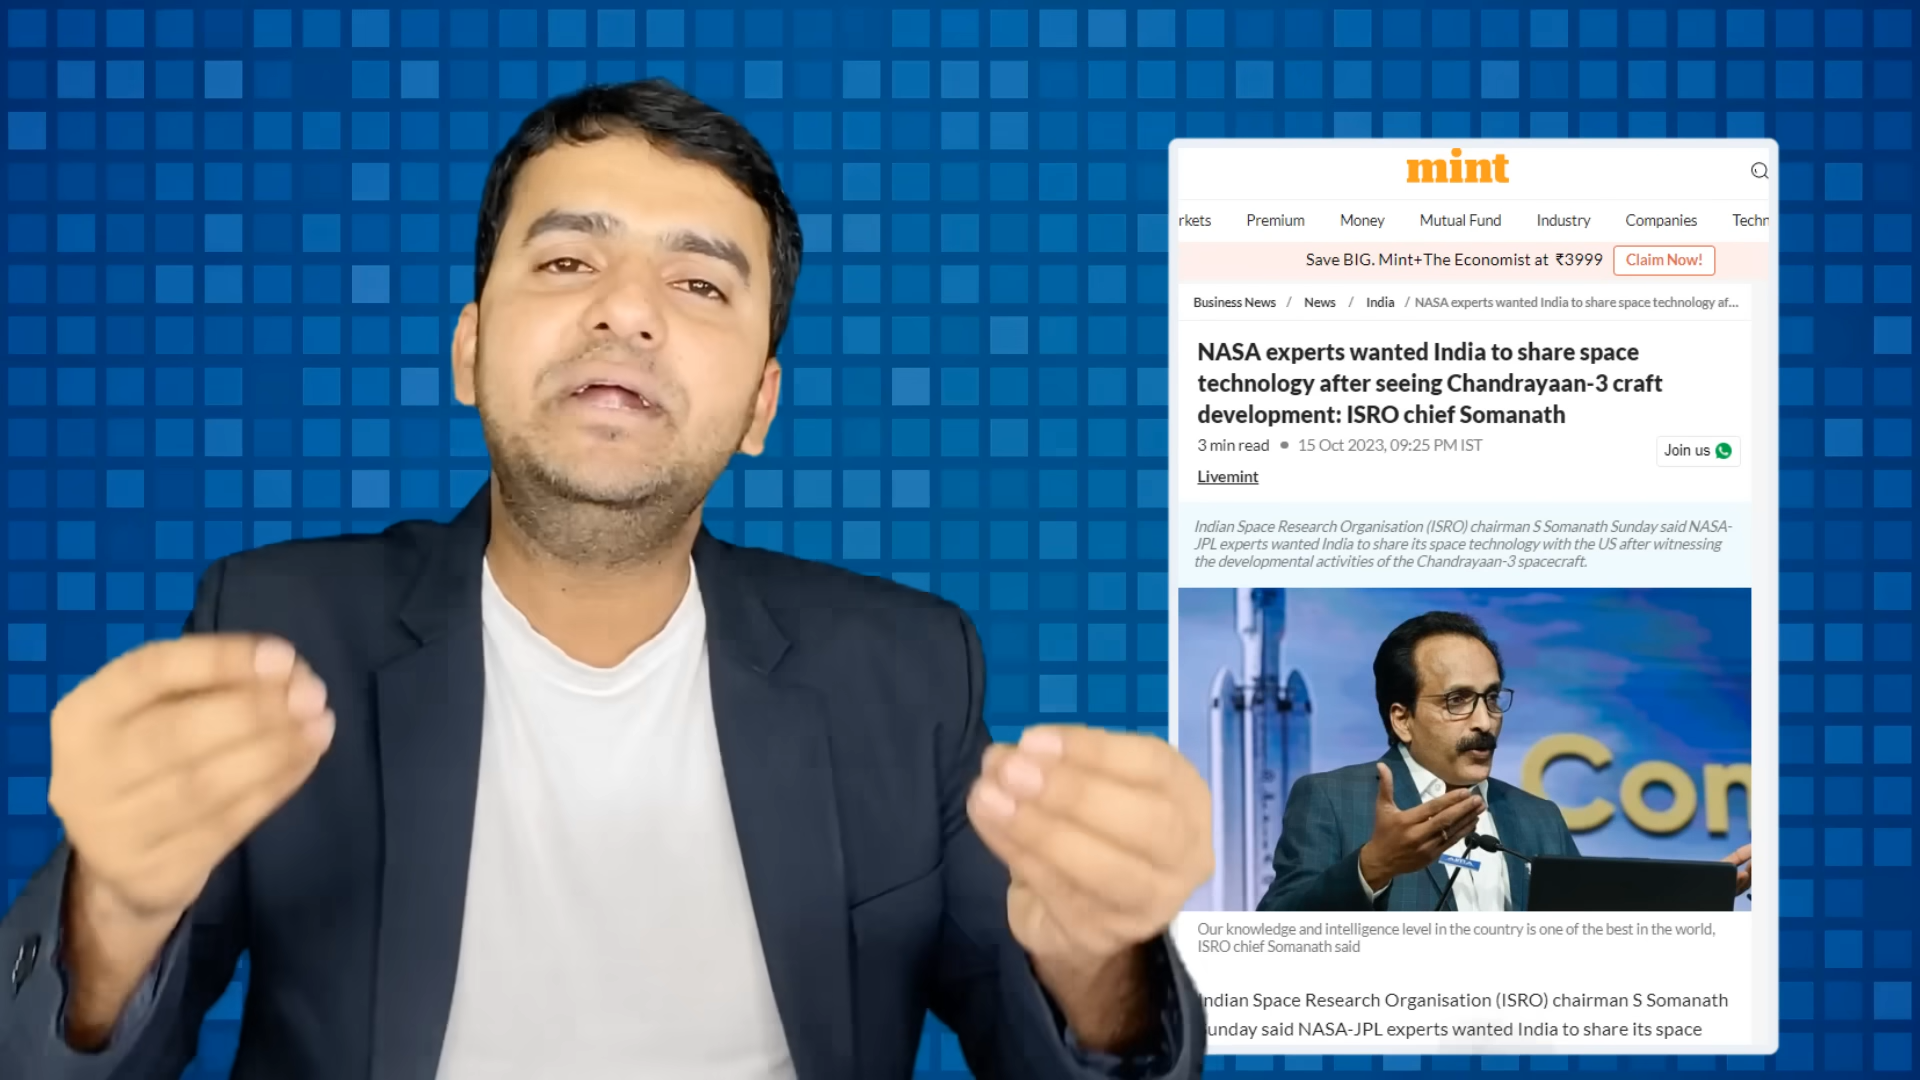 mint
rkets Premium Money Mutual Fund Industry Companies Techn
Save BIG. Mint+The Economist at ₹3999 Claim Now!
Business News / News / India / NASA experts wanted India to share space technology af...
NASA experts wanted India to share space
technology after seeing Chandrayaan-3 craft
development: ISRO chief Somanath
3 min read • 15 Oct 2023, 09:25 PM IST
Join us
Livemint
Indian Space Research Organisation (ISRO) chairman S Somanath Sunday said NASA-
JPL experts wanted India to share its space technology with the US after witnessing
the developmental activities of the Chandrayaan-3 spacecraft.
Con
Our knowledge and intelligence level in the country is one of the best in the world,
ISRO chief Somanath said
Indian Space Research Organisation (ISRO) chairman S Somanath
unday said NASA-JPL experts wanted India to share its space